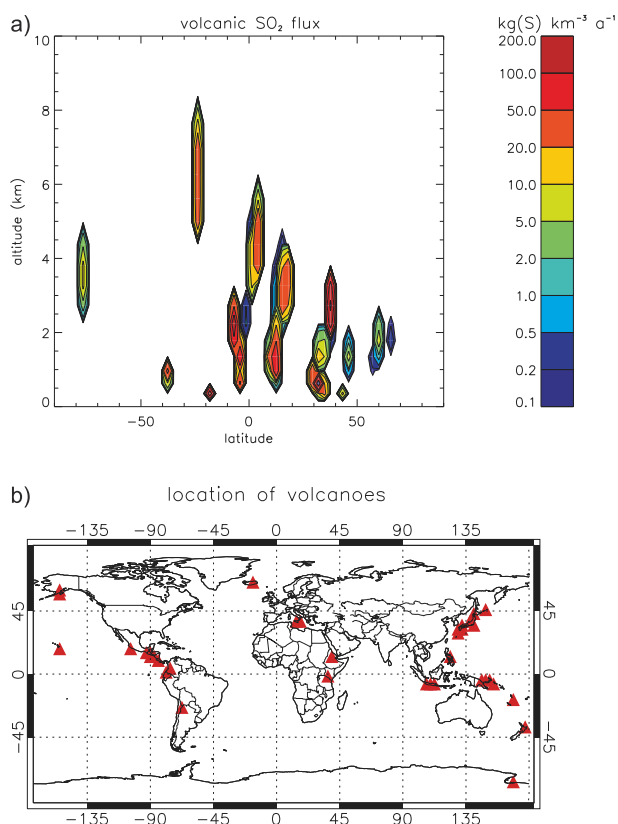 a)
volcanic SO₂ flux
kg(S) km⁻³ a⁻¹
10
8
6
4
2
0
altitude (km)
−50 0 50
latitude
200.0
100.0
50.0
20.0
10.0
5.0
2.0
1.0
0.5
0.2
0.1
b)
location of volcanoes
−135 −90 −45 0 45 90 135
45 45
0 0
−45 −45
−135 −90 −45 0 45 90 135